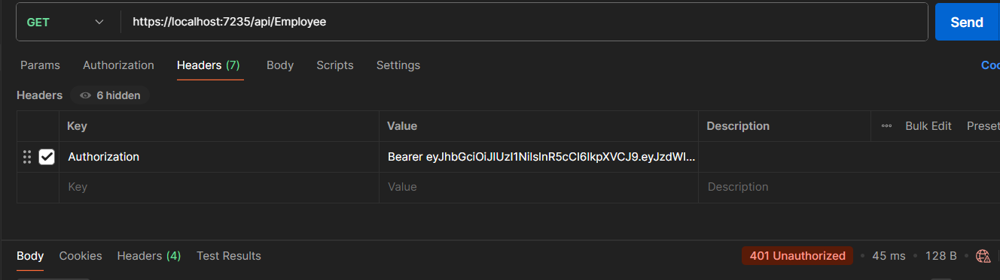 GET https://localhost:7235/api/Employee Send
Params Authorization Headers (7) Body Scripts Settings Coo
Headers 6 hidden
Key Value Description Bulk Edit Preset
Authorization Bearer eyJhbGciOiJIUzI1NiIsInR5cCI6IkpXVCJ9.eyJzdWI...
Key Value Description
Body Cookies Headers (4) Test Results 401 Unauthorized • 45 ms • 128 B •